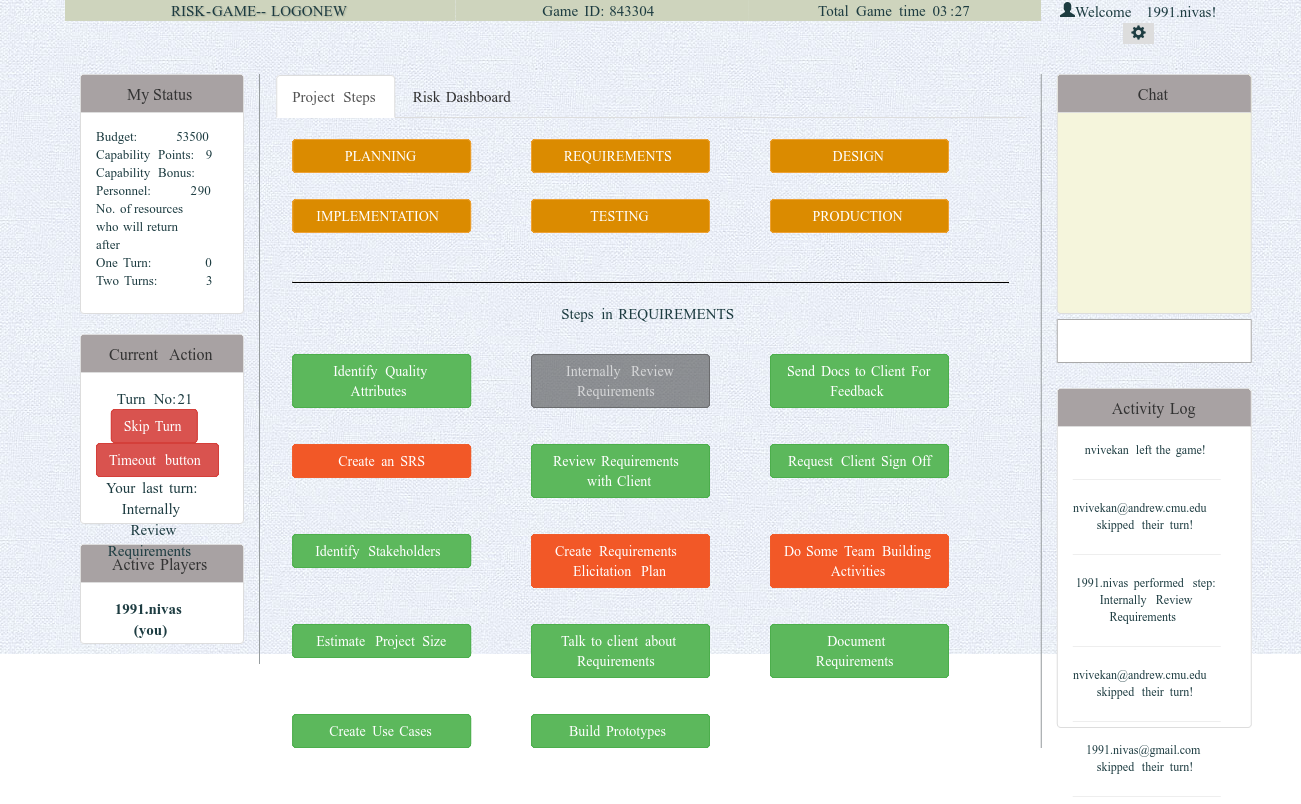 RISK-GAME-- LOGONEW
Game ID: 843304
Total Game time 03:27
Welcome 1991.nivas!
My Status
Budget: 53500
Capability Points: 9
Capability Bonus:
Personnel: 290
No. of resources
who will return
after
One Turn: 0
Two Turns: 3
Current Action
Turn No:21
Skip Turn
Timeout button
Your last turn:
Internally
Review
Requirements
Active Players
1991.nivas
(you)
Project Steps
Risk Dashboard
PLANNING
REQUIREMENTS
DESIGN
IMPLEMENTATION
TESTING
PRODUCTION
Steps in REQUIREMENTS
Identify Quality
Attributes
Internally Review
Requirements
Send Docs to Client For
Feedback
Create an SRS
Review Requirements
with Client
Request Client Sign Off
Identify Stakeholders
Create Requirements
Elicitation Plan
Do Some Team Building
Activities
Estimate Project Size
Talk to client about
Requirements
Document
Requirements
Create Use Cases
Build Prototypes
Chat
Activity Log
nvivekan left the game!
nvivekan@andrew.cmu.edu
skipped their turn!
1991.nivas performed step:
Internally Review
Requirements
nvivekan@andrew.cmu.edu
skipped their turn!
1991.nivas@gmail.com
skipped their turn!